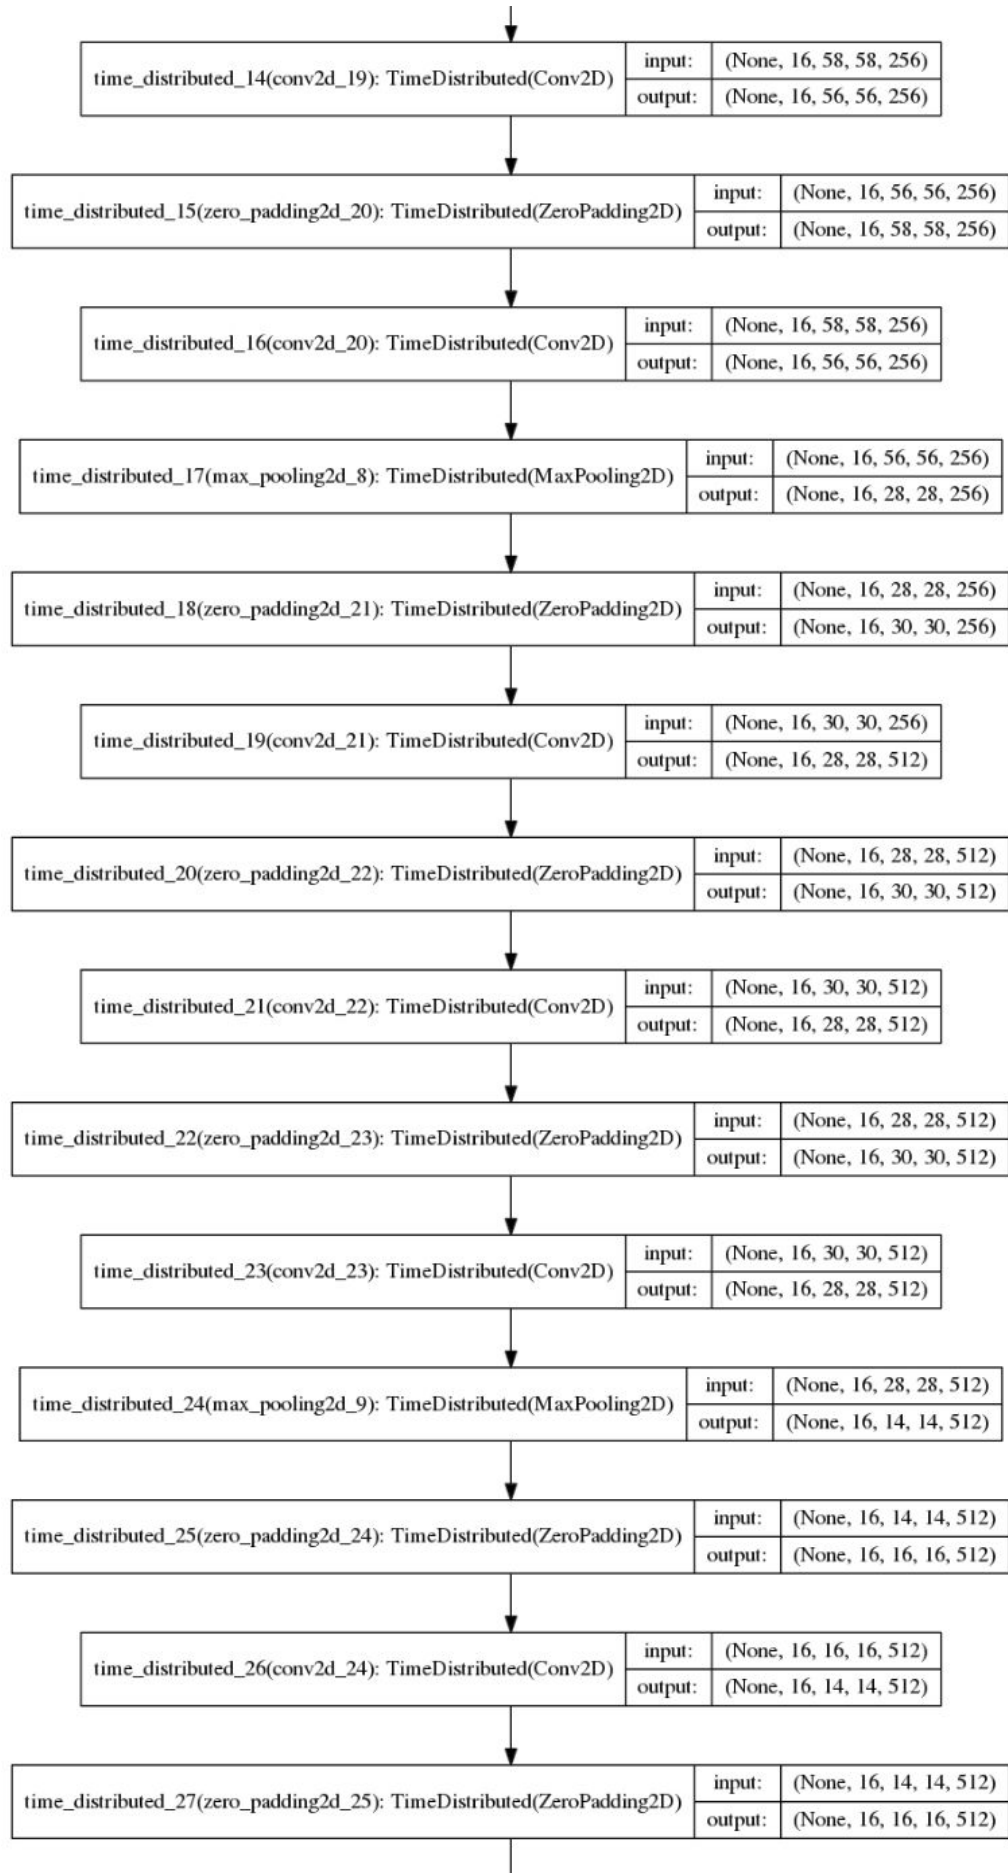 time_distributed_14(conv2d_19): TimeDistributed(Conv2D)
input: (None, 16, 58, 58, 256)
output: (None, 16, 56, 56, 256)
time_distributed_15(zero_padding2d_20): TimeDistributed(ZeroPadding2D)
input: (None, 16, 56, 56, 256)
output: (None, 16, 58, 58, 256)
time_distributed_16(conv2d_20): TimeDistributed(Conv2D)
input: (None, 16, 58, 58, 256)
output: (None, 16, 56, 56, 256)
time_distributed_17(max_pooling2d_8): TimeDistributed(MaxPooling2D)
input: (None, 16, 56, 56, 256)
output: (None, 16, 28, 28, 256)
time_distributed_18(zero_padding2d_21): TimeDistributed(ZeroPadding2D)
input: (None, 16, 28, 28, 256)
output: (None, 16, 30, 30, 256)
time_distributed_19(conv2d_21): TimeDistributed(Conv2D)
input: (None, 16, 30, 30, 256)
output: (None, 16, 28, 28, 512)
time_distributed_20(zero_padding2d_22): TimeDistributed(ZeroPadding2D)
input: (None, 16, 28, 28, 512)
output: (None, 16, 30, 30, 512)
time_distributed_21(conv2d_22): TimeDistributed(Conv2D)
input: (None, 16, 30, 30, 512)
output: (None, 16, 28, 28, 512)
time_distributed_22(zero_padding2d_23): TimeDistributed(ZeroPadding2D)
input: (None, 16, 28, 28, 512)
output: (None, 16, 30, 30, 512)
time_distributed_23(conv2d_23): TimeDistributed(Conv2D)
input: (None, 16, 30, 30, 512)
output: (None, 16, 28, 28, 512)
time_distributed_24(max_pooling2d_9): TimeDistributed(MaxPooling2D)
input: (None, 16, 28, 28, 512)
output: (None, 16, 14, 14, 512)
time_distributed_25(zero_padding2d_24): TimeDistributed(ZeroPadding2D)
input: (None, 16, 14, 14, 512)
output: (None, 16, 16, 16, 512)
time_distributed_26(conv2d_24): TimeDistributed(Conv2D)
input: (None, 16, 16, 16, 512)
output: (None, 16, 14, 14, 512)
time_distributed_27(zero_padding2d_25): TimeDistributed(ZeroPadding2D)
input: (None, 16, 14, 14, 512)
output: (None, 16, 16, 16, 512)